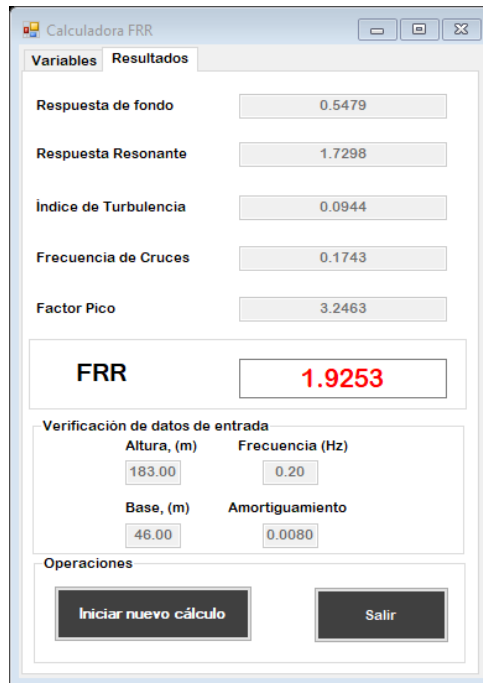 Calculadora FRR
Variables Resultados
Respuesta de fondo 0.5479
Respuesta Resonante 1.7298
Índice de Turbulencia 0.0944
Frecuencia de Cruces 0.1743
Factor Pico 3.2463
FRR 1.9253
Verificación de datos de entrada
Altura, (m) Frecuencia (Hz)
183.00 0.20
Base, (m) Amortiguamiento
46.00 0.0080
Operaciones
Iniciar nuevo cálculo Salir